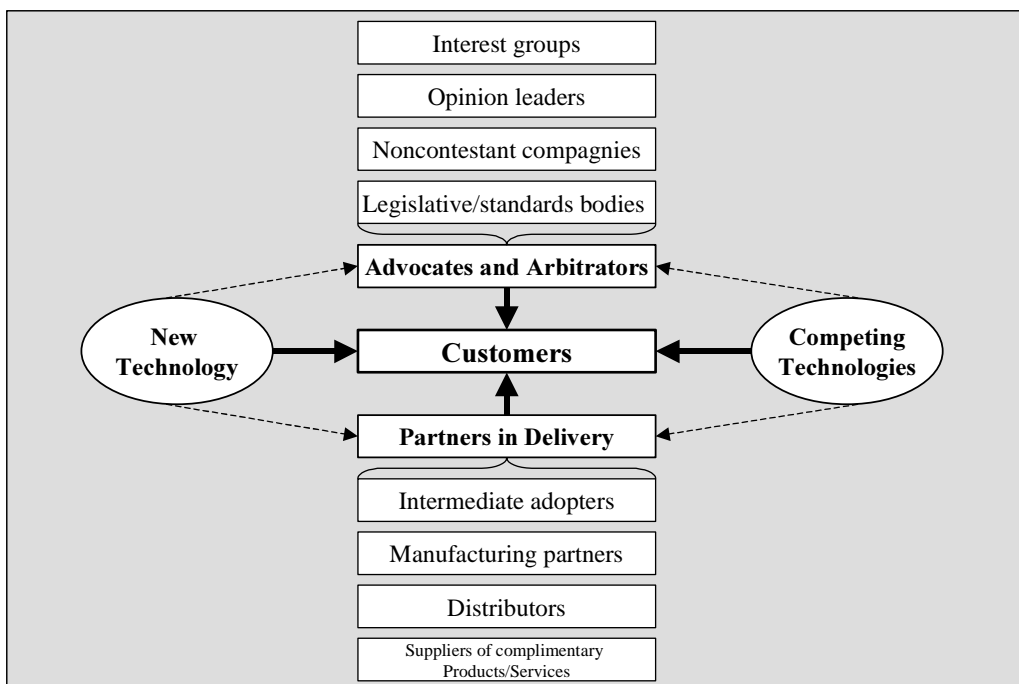 Interest groups
Opinion leaders
Noncontestant compagnies
Legislative/standards bodies
Advocates and Arbitrators
New
Technology
Customers
Competing
Technologies
Partners in Delivery
Intermediate adopters
Manufacturing partners
Distributors
Suppliers of complimentary
Products/Services